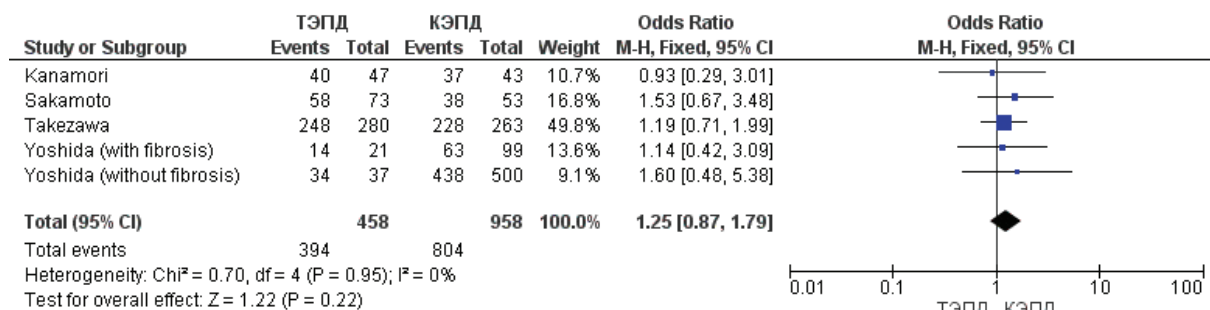 ТЭПД КЭПД Odds Ratio Odds Ratio
Study or Subgroup Events Total Events Total Weight M-H, Fixed, 95% CI M-H, Fixed, 95% CI
Kanamori 40 47 37 43 10.7% 0.93 [0.29, 3.01]
Sakamoto 58 73 38 53 16.8% 1.53 [0.67, 3.48]
Takezawa 248 280 228 263 49.8% 1.19 [0.71, 1.99]
Yoshida (with fibrosis) 14 21 63 99 13.6% 1.14 [0.42, 3.09]
Yoshida (without fibrosis) 34 37 438 500 9.1% 1.60 [0.48, 5.38]
Total (95% CI) 458 958 100.0% 1.25 [0.87, 1.79]
Total events 394 804
Heterogeneity: Chi² = 0.70, df = 4 (P = 0.95); I² = 0%
Test for overall effect: Z = 1.22 (P = 0.22)
0.01 0.1 1 10 100
ТЭПД КЭПД